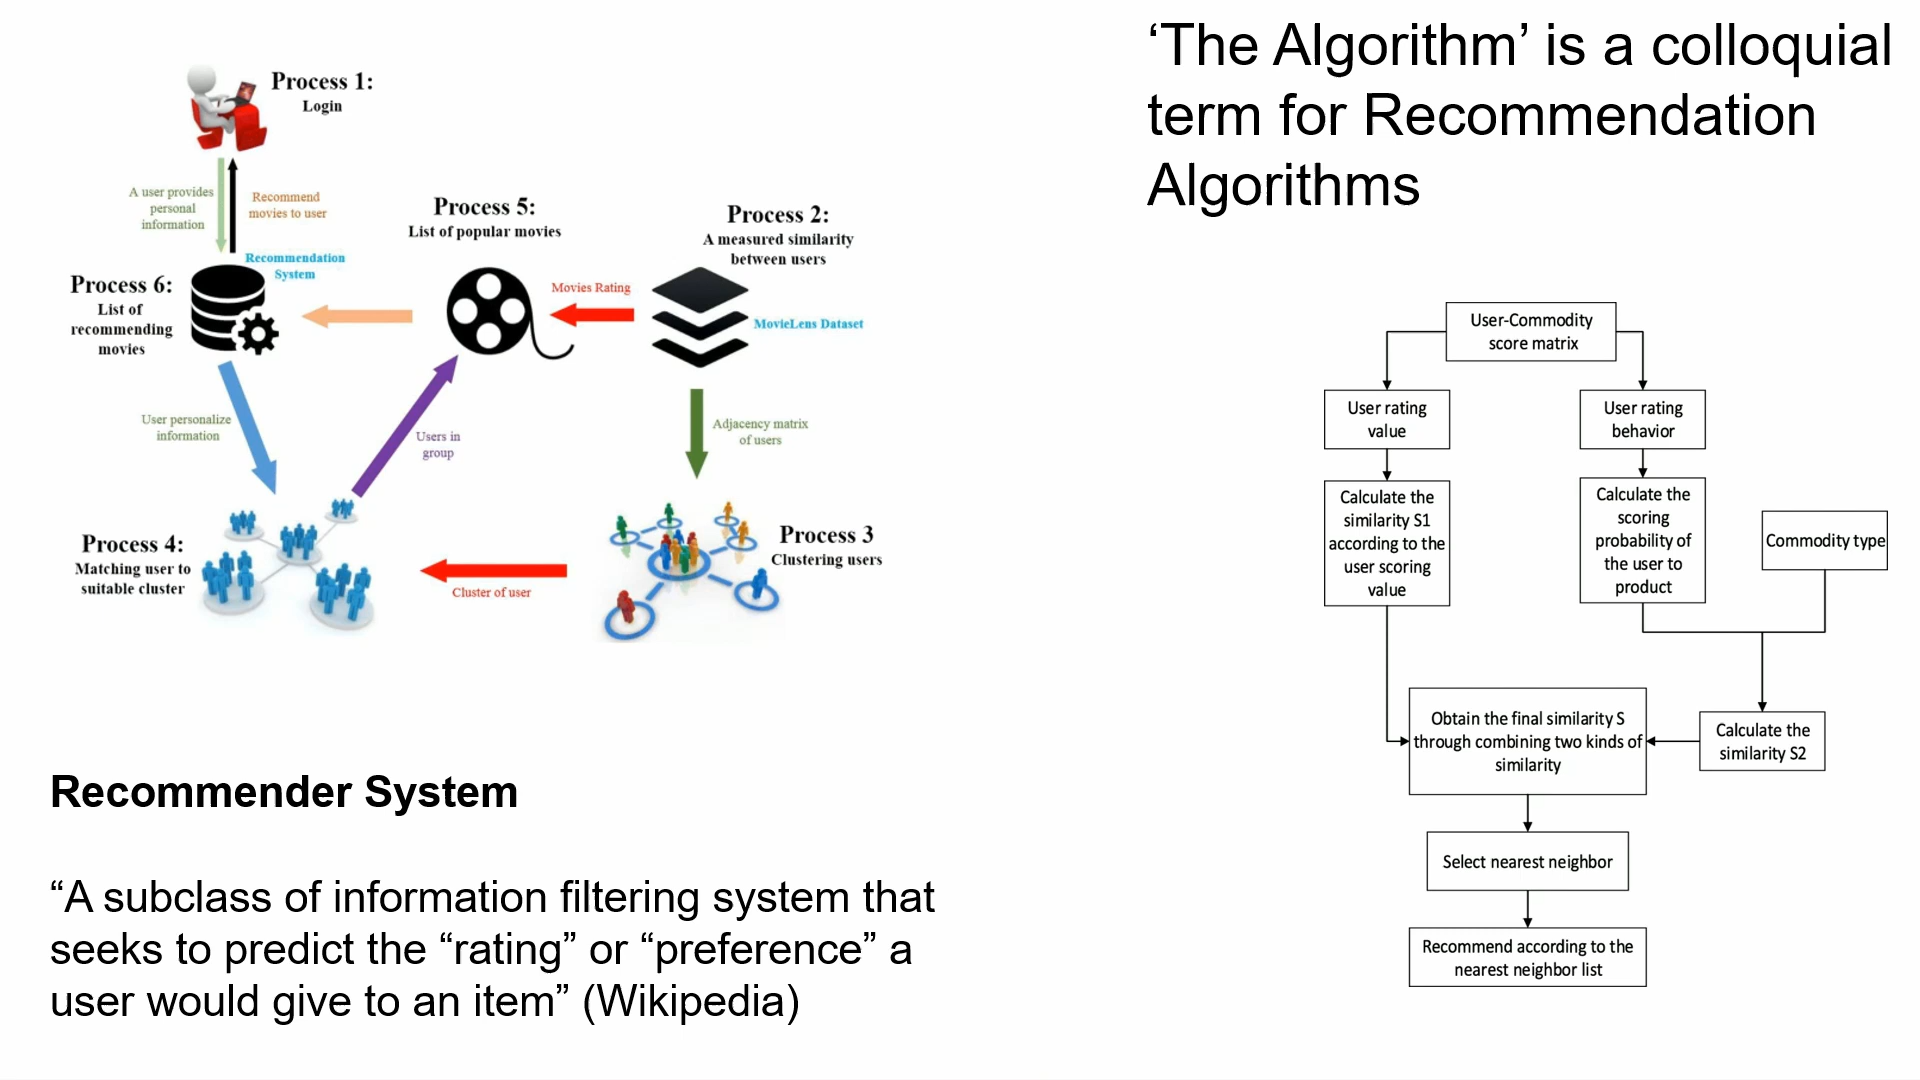 ‘The Algorithm’ is a colloquial
term for Recommendation
Algorithms
Process 1:
Login
A user provides
personal
information
Recommend
movies to user
Process 5:
List of popular movies
Process 2:
A measured similarity
between users
Recommendation
System
Process 6:
List of
recommending
movies
Movies Rating
MovieLens Dataset
User personalize
information
Users in
group
Adjacency matrix
of users
Process 4:
Matching user to
suitable cluster
Cluster of user
Process 3
Clustering users
Recommender System
“A subclass of information filtering system that
seeks to predict the “rating” or “preference” a
user would give to an item” (Wikipedia)
User-Commodity
score matrix
User rating
value
User rating
behavior
Calculate the
similarity S1
according to the
user scoring
value
Calculate the
scoring
probability of
the user to
product
Commodity type
Obtain the final similarity S
through combining two kinds of
similarity
Calculate the
similarity S2
Select nearest neighbor
Recommend according to the
nearest neighbor list